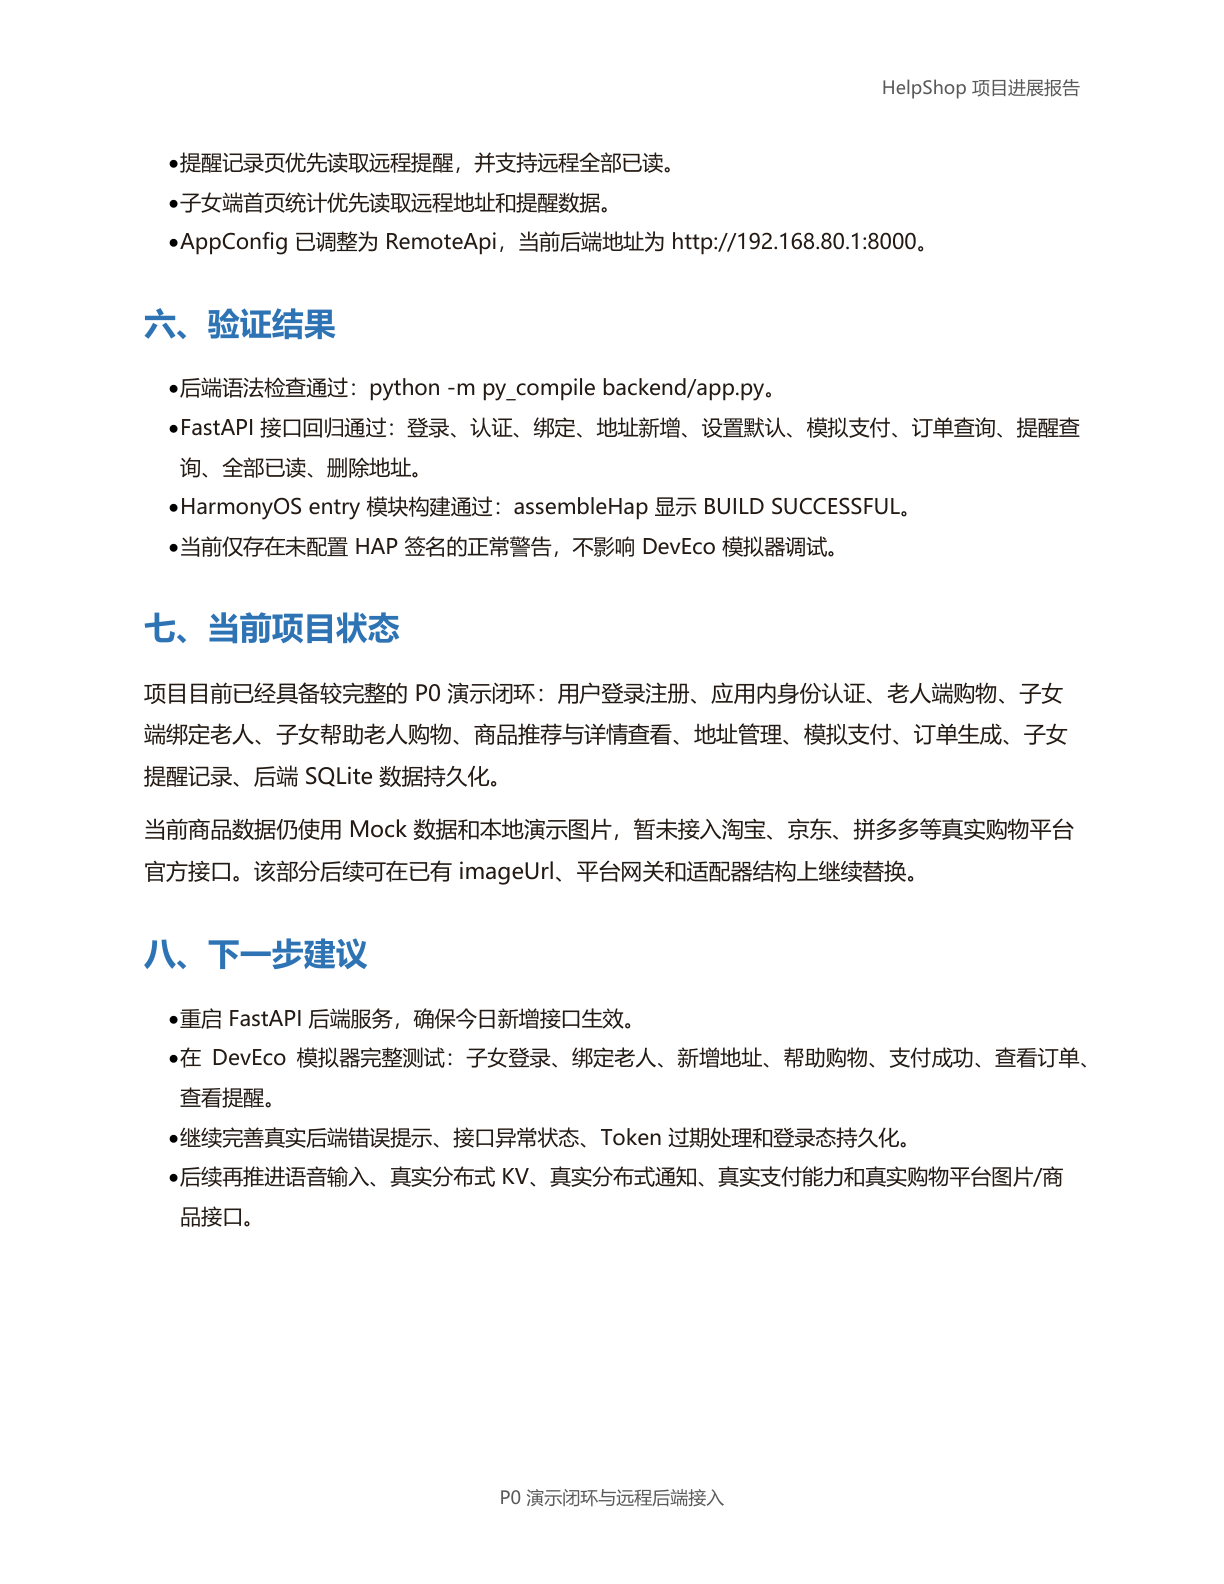 HelpShop 项目进展报告
●提醒记录页优先读取远程提醒，并支持远程全部已读。
●子女端首页统计优先读取远程地址和提醒数据。
●AppConfig 已调整为 RemoteApi，当前后端地址为 http://192.168.80.1:8000。
六、验证结果
●后端语法检查通过：python -m py_compile backend/app.py。
●FastAPI 接口回归通过：登录、认证、绑定、地址新增、设置默认、模拟支付、订单查询、提醒查
询、全部已读、删除地址。
●HarmonyOS entry 模块构建通过：assembleHap 显示 BUILD SUCCESSFUL。
●当前仅存在未配置 HAP 签名的正常警告，不影响 DevEco 模拟器调试。
七、当前项目状态
项目目前已经具备较完整的 P0 演示闭环：用户登录注册、应用内身份认证、老人端购物、子女
端绑定老人、子女帮助老人购物、商品推荐与详情查看、地址管理、模拟支付、订单生成、子女
提醒记录、后端 SQLite 数据持久化。
当前商品数据仍使用 Mock 数据和本地演示图片，暂未接入淘宝、京东、拼多多等真实购物平台
官方接口。该部分后续可在已有 imageUrl、平台网关和适配器结构上继续替换。
八、下一步建议
●重启 FastAPI 后端服务，确保今日新增接口生效。
●在 DevEco 模拟器完整测试：子女登录、绑定老人、新增地址、帮助购物、支付成功、查看订单、
查看提醒。
●继续完善真实后端错误提示、接口异常状态、Token 过期处理和登录态持久化。
●后续再推进语音输入、真实分布式 KV、真实分布式通知、真实支付能力和真实购物平台图片/商
品接口。
P0 演示闭环与远程后端接入